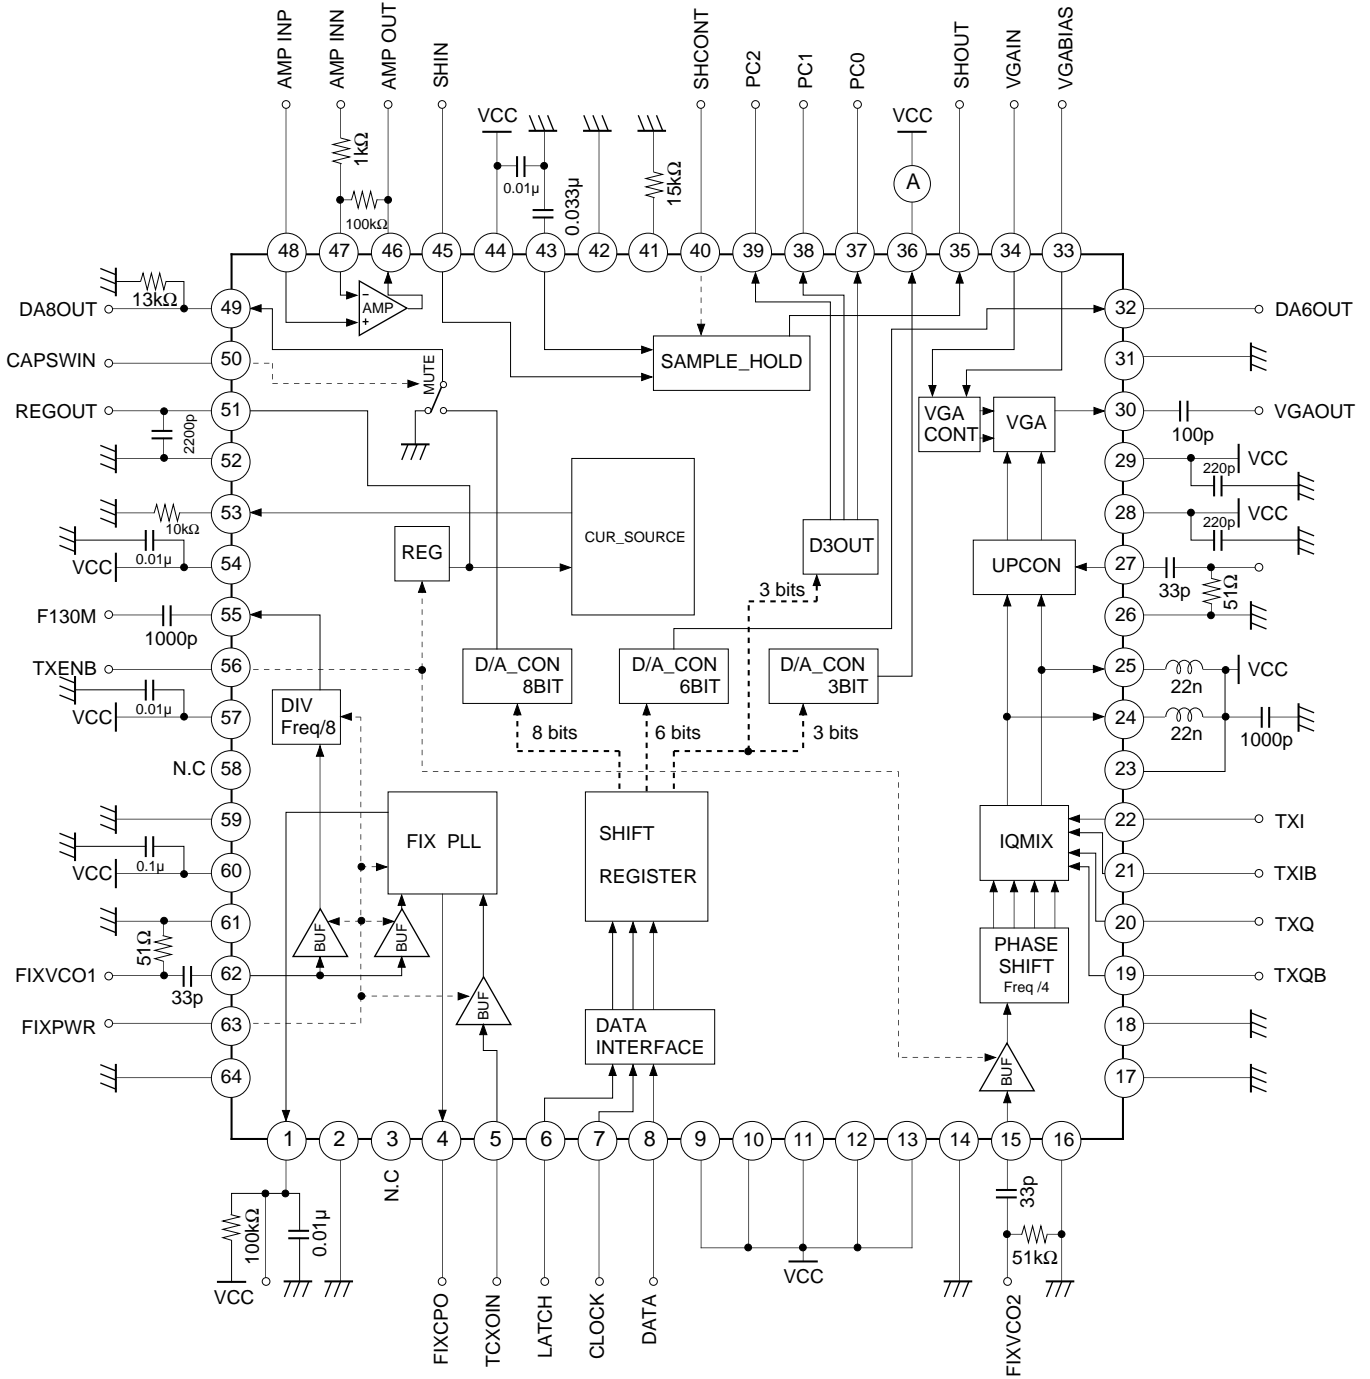 AMP INP
AMP INN
AMP OUT
SHIN
SHCONT
PC2
PC1
PC0
SHOUT
VGAIN
VGABIAS
VCC
VCC
1kΩ
100kΩ
0.01μ
0.033μ
15kΩ
A
48
47
46
45
44
43
42
41
40
39
38
37
36
35
34
33
13kΩ
DA8OUT
49
AMP
−
+
32
DA6OUT
CAPSWIN
50
MUTE
SAMPLE_HOLD
31
REGOUT
51
2200p
VGA
CONT
VGA
30
100p
VGAOUT
52
29
220p
VCC
53
10kΩ
CUR_SOURCE
28
220p
VCC
REG
D3OUT
0.01μ
VCC
54
UPCON
27
33p
51Ω
3 bits
F130M
1000p
55
26
TXENB
56
D/A_CON
8BIT
D/A_CON
6BIT
D/A_CON
3BIT
25
22n
VCC
0.01μ
VCC
57
DIV
Freq/8
8 bits
6 bits
3 bits
24
22n
1000p
N.C
58
23
59
FIX PLL
SHIFT
REGISTER
IQMIX
22
TXI
0.1μ
VCC
60
21
TXIB
61
51Ω
BUF
BUF
20
TXQ
PHASE
SHIFT
Freq /4
FIXVCO1
33p
62
19
TXQB
BUF
FIXPWR
63
DATA
INTERFACE
18
BUF
64
17
1
2
3
4
5
6
7
8
9
10
11
12
13
14
15
16
N.C
100kΩ
0.01μ
VCC
33p
51kΩ
VCC
FIXCPO
TCXOIN
LATCH
CLOCK
DATA
FIXVCO2